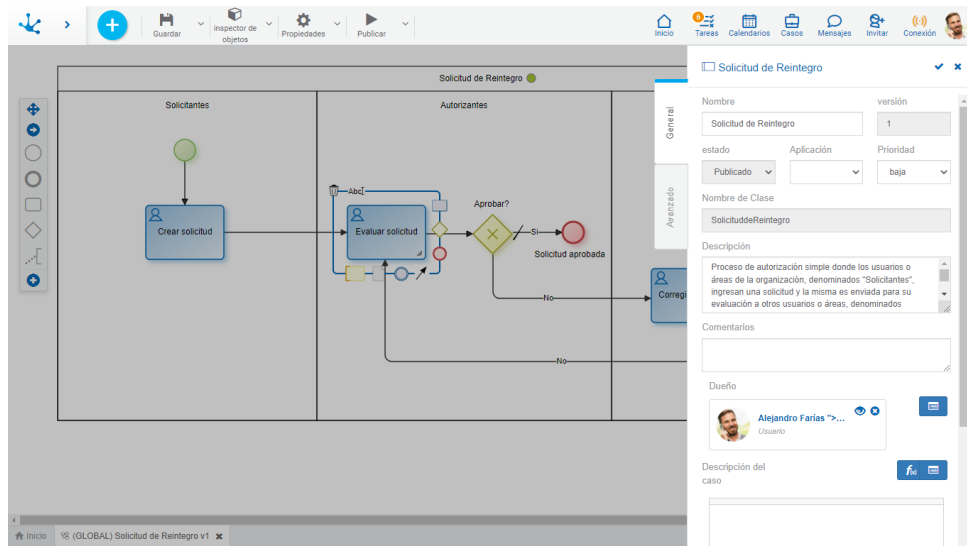 Guardar
inspector de
objetos
Propiedades
Publicar
Inicio
6
Tareas
Calendarios
Casos
Mensajes
Invitar
Conexión
Solicitud de Reintegro
Solicitantes
Autorizantes
Crear solicitud
Abc
Evaluar solicitud
Aprobar?
Si
Solicitud aprobada
No
Corregi
No
General
Avanzado
Solicitud de Reintegro
Nombre
versión
Solicitud de Reintegro
1
estado
Aplicación
Prioridad
Publicado
baja
Nombre de Clase
SolicituddeReintegro
Descripción
Proceso de autorización simple donde los usuarios o
áreas de la organización, denominados "Solicitantes",
ingresan una solicitud y la misma es enviada para su
evaluación a otros usuarios o áreas, denominados
Comentarios
Dueño
Alejandro Farías ">...
Usuario
Descripción del
caso
f(x)
Inicio
(GLOBAL) Solicitud de Reintegro v1